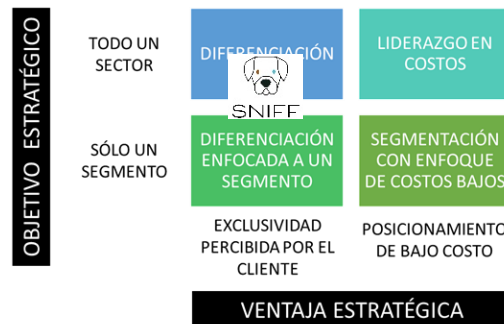 OBJETIVO ESTRATÉGICO
TODO UN
SECTOR
DIFERENCIACIÓN
LIDERAZGO EN
COSTOS
SNIFF
SÓLO UN
SEGMENTO
DIFERENCIACIÓN
ENFOCADA A UN
SEGMENTO
SEGMENTACIÓN
CON ENFOQUE
DE COSTOS BAJOS
EXCLUSIVIDAD
PERCIBIDA POR EL
CLIENTE
POSICIONAMIENTO
DE BAJO COSTO
VENTAJA ESTRATÉGICA